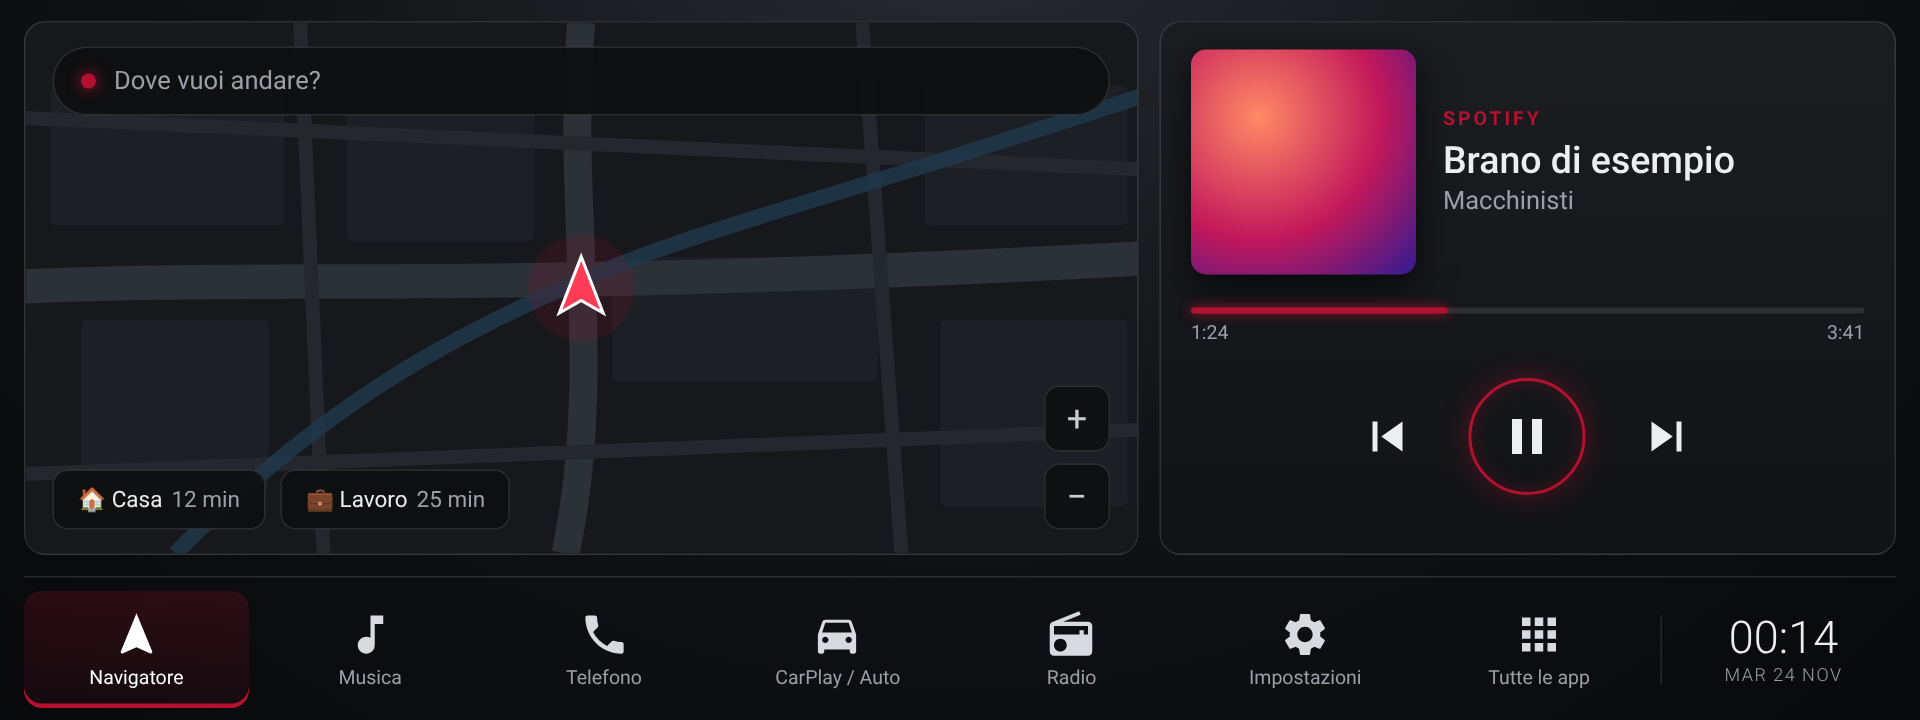 Dove vuoi andare?
🏠 Casa 12 min
💼 Lavoro 25 min
+
−
SPOTIFY
Brano di esempio
Macchinisti
1:24
3:41
Navigatore
Musica
Telefono
CarPlay / Auto
Radio
Impostazioni
Tutte le app
00:14
MAR 24 NOV